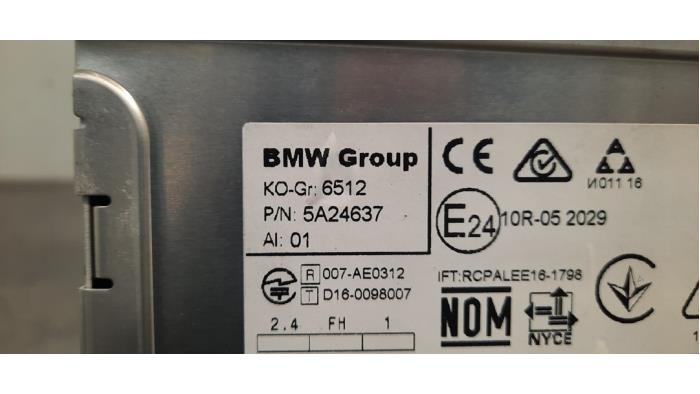 BMW Group
KO-Gr: 6512
P/N: 5A24637
AI: 01
CE
И011 16
E24
10R-05 2029
R 007-AE0312
T D16-0098007
IFT:RCPALEE16-1798
2.4 FH 1
NOM
NYCE
1